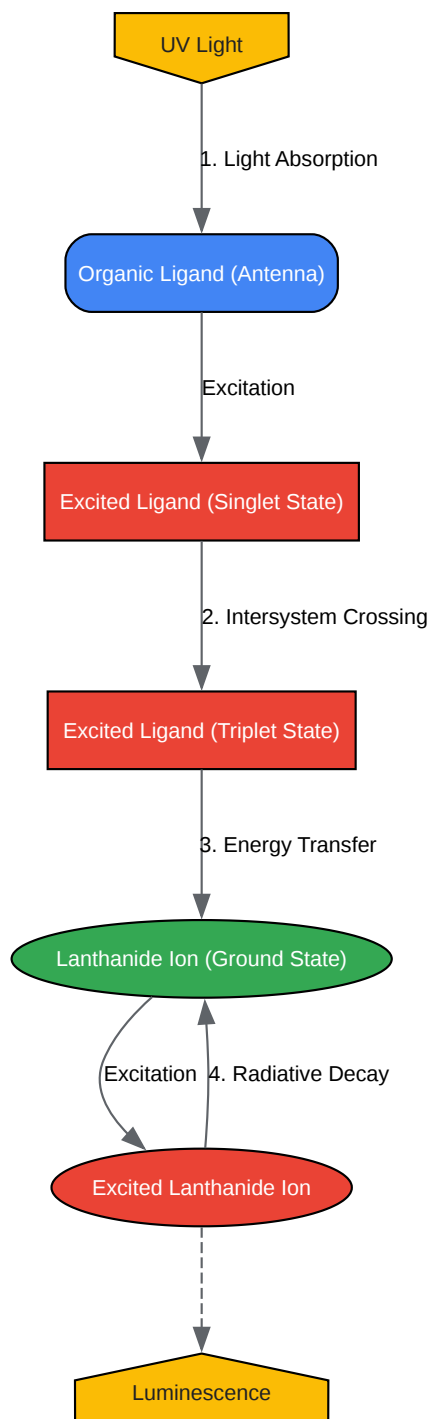 UV Light
1. Light Absorption
Organic Ligand (Antenna)
Excitation
Excited Ligand (Singlet State)
2. Intersystem Crossing
Excited Ligand (Triplet State)
3. Energy Transfer
Lanthanide Ion (Ground State)
Excitation
4. Radiative Decay
Excited Lanthanide Ion
Luminescence